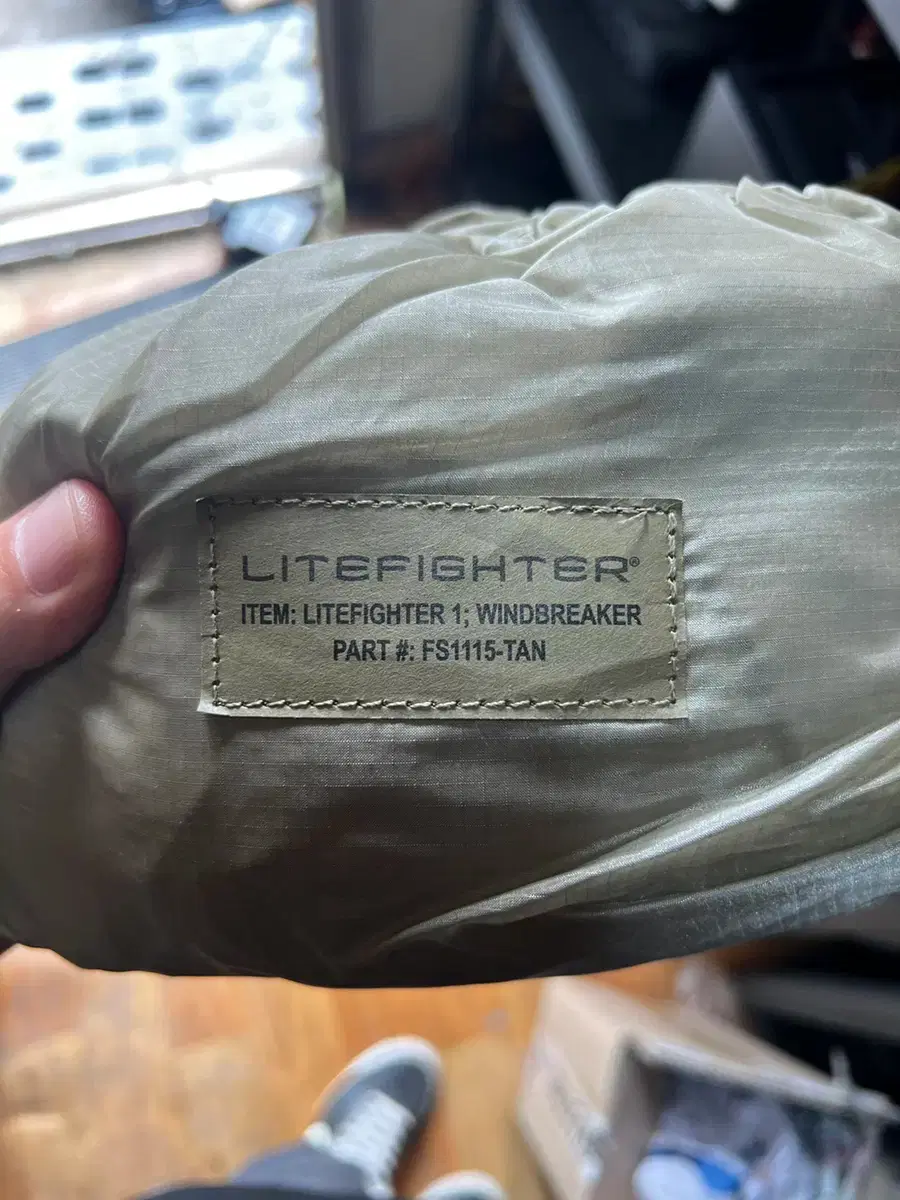 LITEFIGHTER®
ITEM: LITEFIGHTER 1; WINDBREAKER
PART #: FS1115-TAN